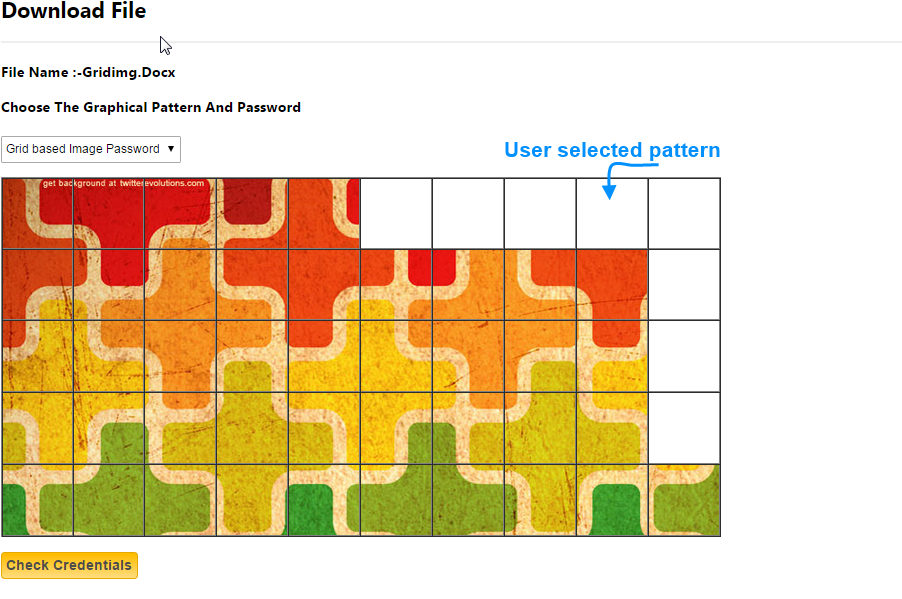 Download File
File Name :-Gridimg.Docx
Choose The Graphical Pattern And Password
Grid based Image Password
User selected pattern
get background at twitterevolutions.com
Check Credentials